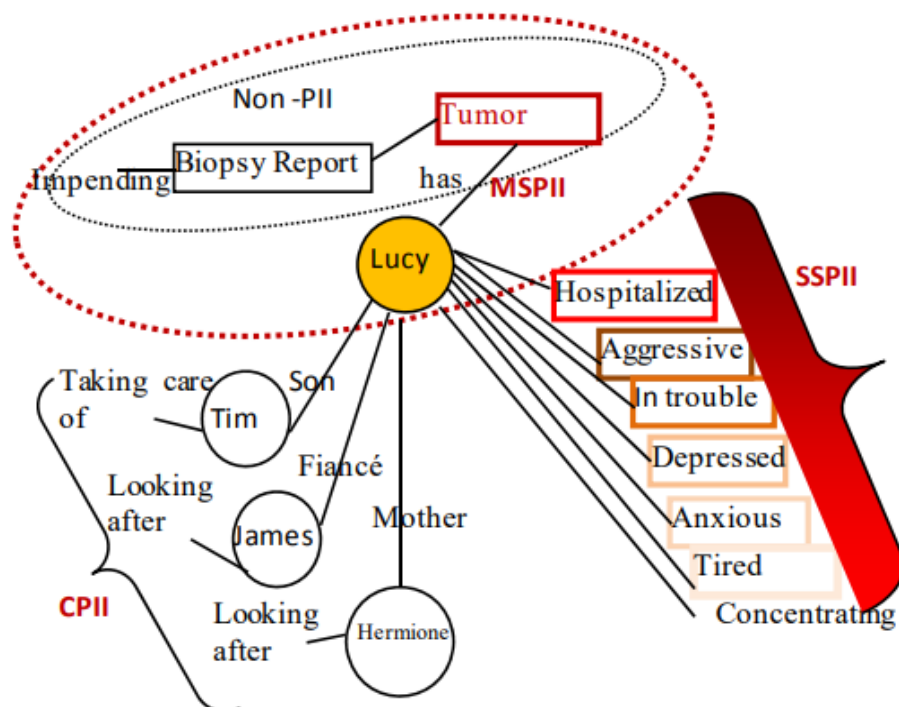 Non -PII
Tumor
Biopsy Report
Impending
has
MSPII
Lucy
SSPII
Hospitalized
Aggressive
In trouble
Depressed
Anxious
Tired
Concentrating
Taking care
of
Son
Tim
Fiancé
Looking
after
James
Mother
CPII
Looking
after
Hermione